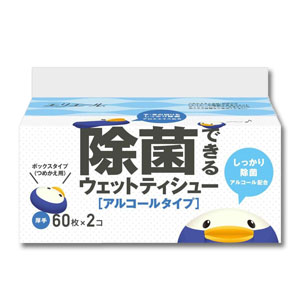 除菌できる
ウェットティシュー
[アルコールタイプ]
ボックスタイプ
(つめかえ用)
厚手 60枚×2コ
しっかり
除菌
アルコール配合